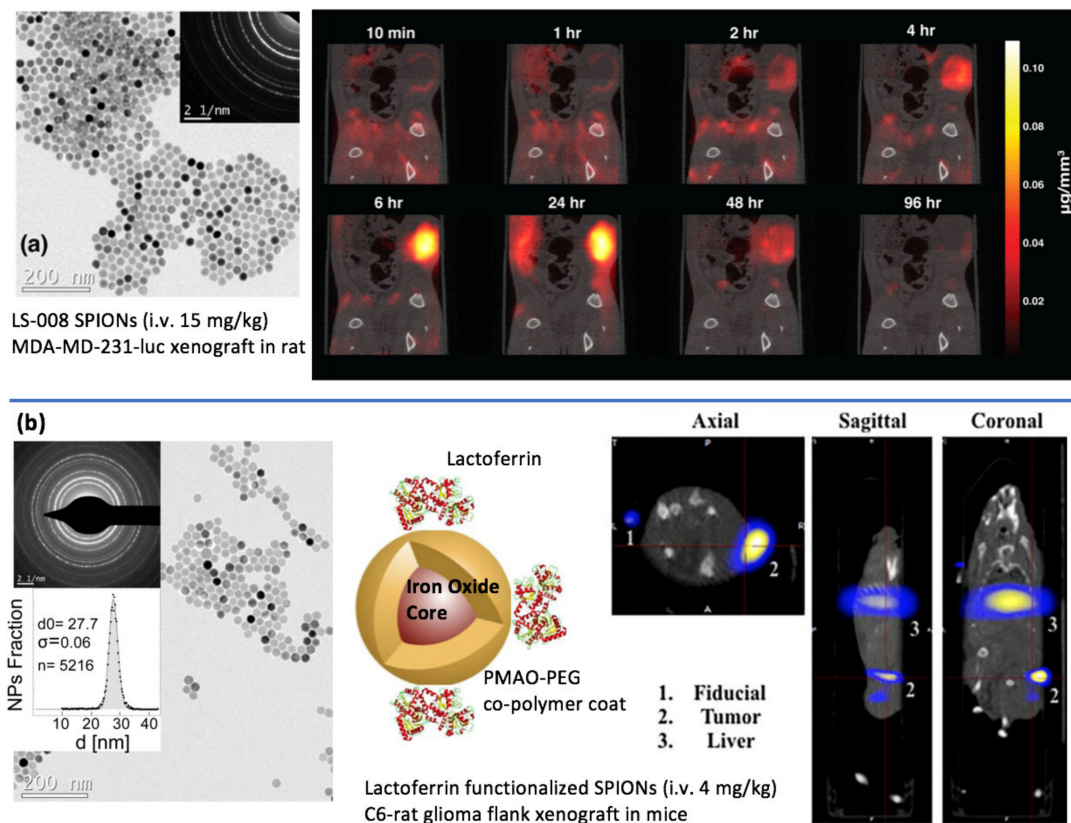 10 min
1 hr
2 hr
4 hr
2 1/nm
(a)
200 nm
6 hr
24 hr
48 hr
96 hr
0.10
0.08
0.06
0.04
0.02
µg/mm³
LS-008 SPIONs (i.v. 15 mg/kg)
MDA-MD-231-luc xenograft in rat
(b)
2 1/nm
NPs Fraction
d0= 27.7
σ=0.06
n= 5216
10 20 30 40
d [nm]
200 nm
Lactoferrin
Iron Oxide
Core
PMAO-PEG
co-polymer coat
Axial
Sagittal
Coronal
1
2
A
3
2
3
2
1. Fiducial
2. Tumor
3. Liver
Lactoferrin functionalized SPIONs (i.v. 4 mg/kg)
C6-rat glioma flank xenograft in mice